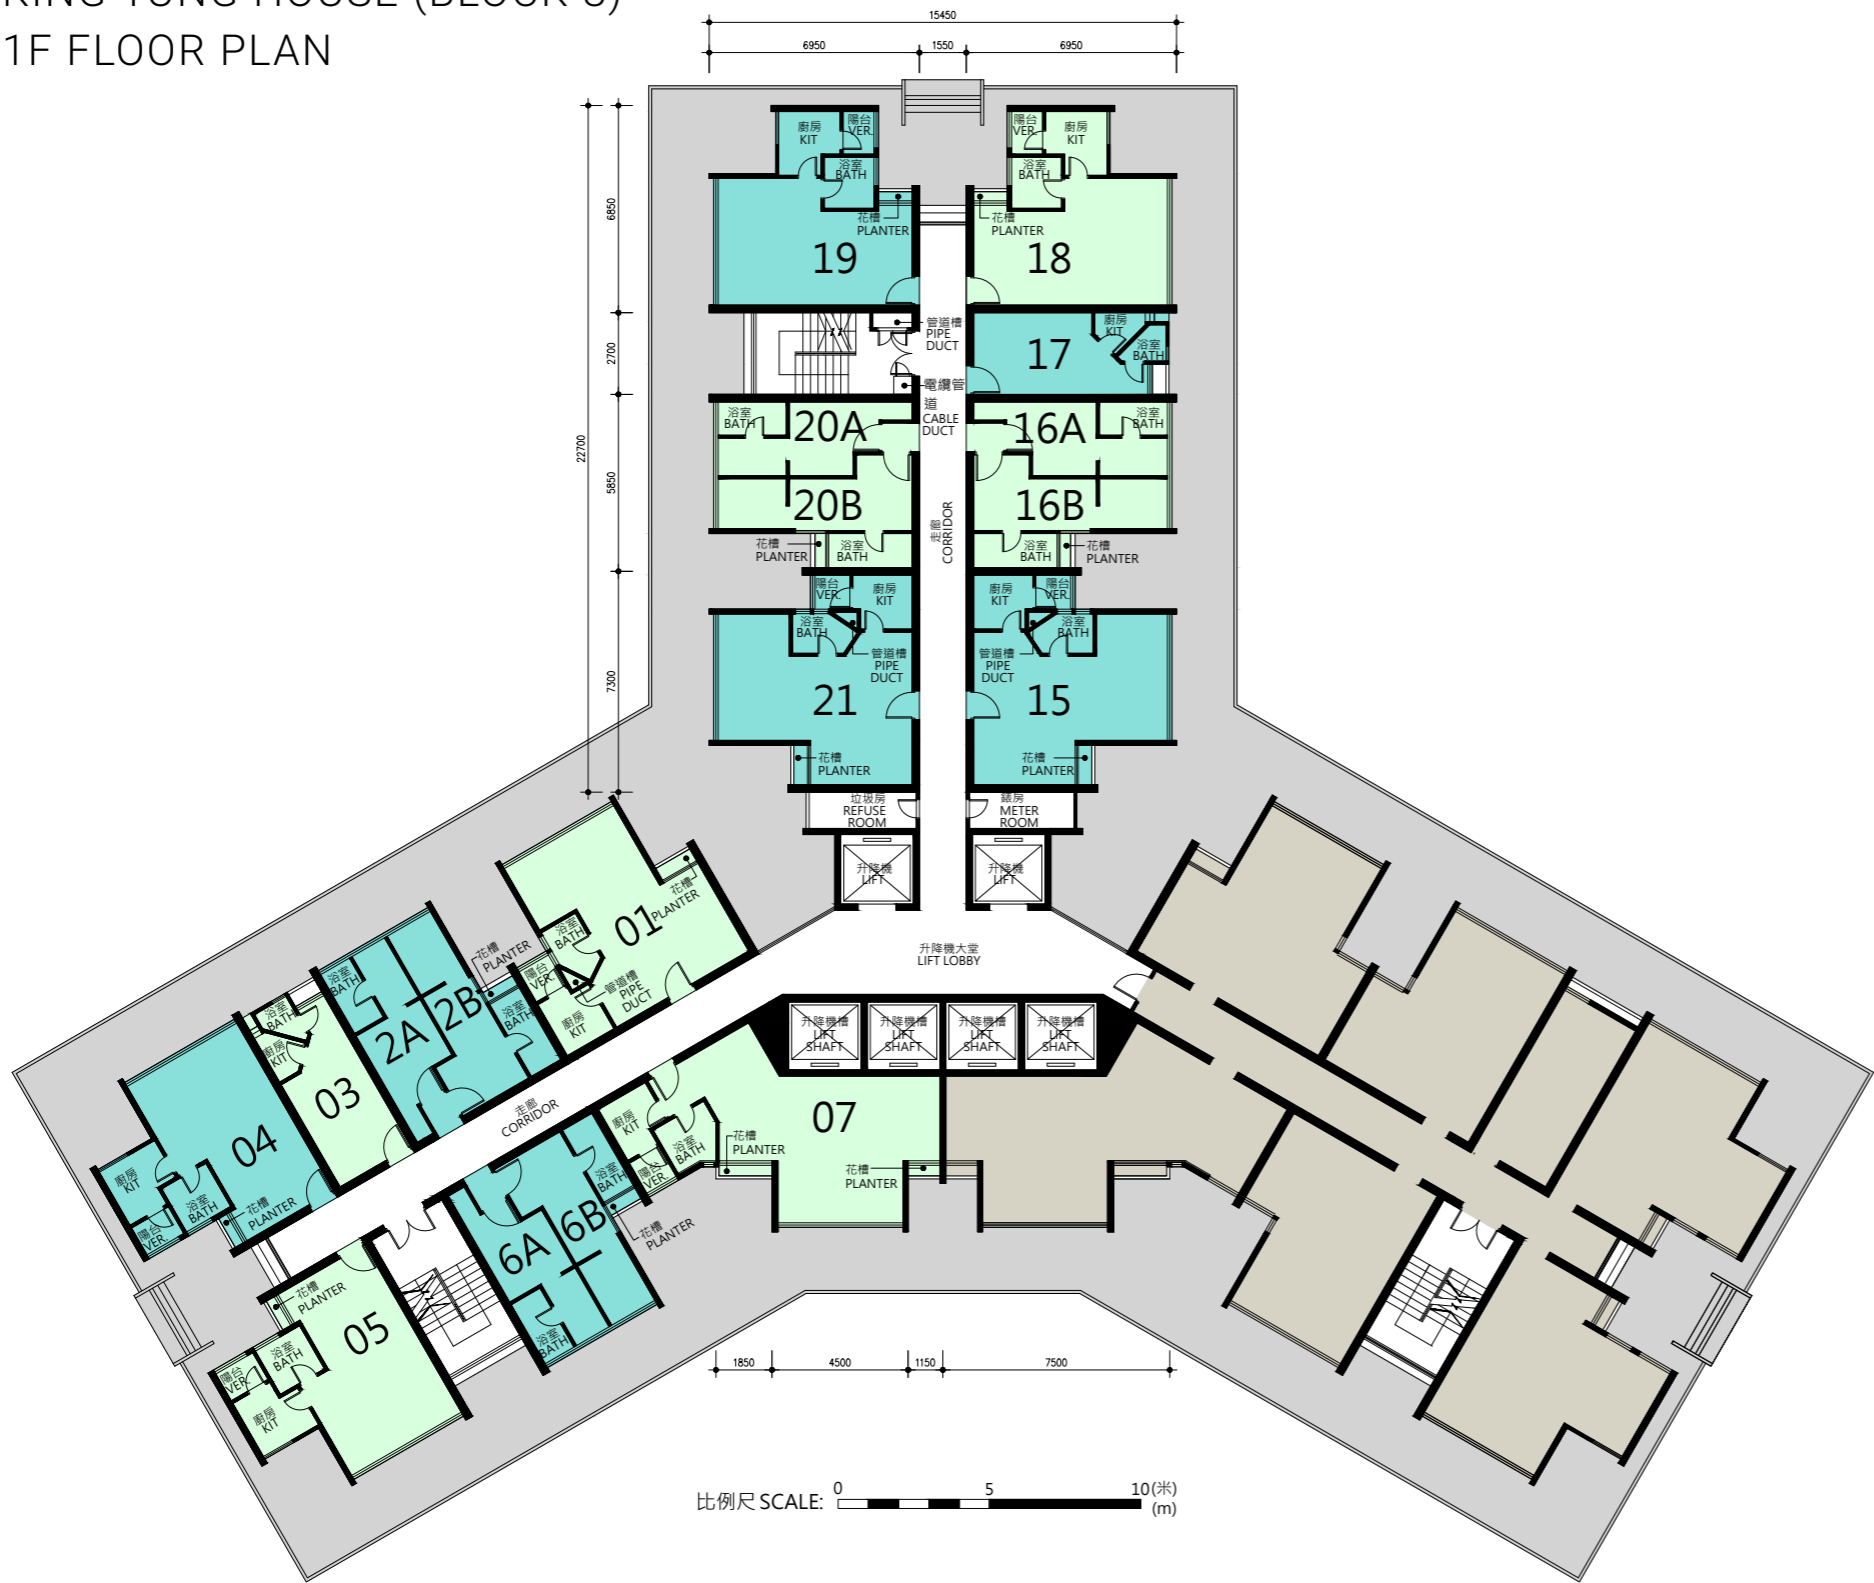 1F FLOOR PLAN
15450
6950
1550
6950
22700
6850
2700
5850
7300
廚房
KIT
陽台
VER.
浴室
BATH
花槽
PLANTER
19
陽台
VER.
廚房
KIT
浴室
BATH
花槽
PLANTER
18
管道槽
PIPE
DUCT
17
廚房
KIT
浴室
BATH
電纜管
道
CABLE
DUCT
浴室
BATH
20A
16A
浴室
BATH
20B
16B
花槽
PLANTER
浴室
BATH
走廊
CORRIDOR
浴室
BATH
花槽
PLANTER
陽台
VER.
廚房
KIT
浴室
BATH
管道槽
PIPE
DUCT
21
花槽
PLANTER
廚房
KIT
陽台
VER.
浴室
BATH
管道槽
PIPE
DUCT
15
花槽
PLANTER
垃圾房
REFUSE
ROOM
錶房
METER
ROOM
升降機
LIFT
升降機
LIFT
升降機大堂
LIFT LOBBY
升降機槽
LIFT
SHAFT
升降機槽
LIFT
SHAFT
升降機槽
LIFT
SHAFT
升降機槽
LIFT
SHAFT
花槽
PLANTER
01
浴室
BATH
陽台
VER.
管道槽
PIPE
DUCT
廚房
KIT
花槽
PLANTER
浴室
BATH
2A
2B
浴室
BATH
浴室
BATH
廚房
KIT
03
04
廚房
KIT
浴室
BATH
陽台
VER.
花槽
PLANTER
走廊
CORRIDOR
廚房
KIT
浴室
BATH
陽台
VER.
07
花槽
PLANTER
花槽
PLANTER
浴室
BATH
6A
6B
花槽
PLANTER
浴室
BATH
花槽
PLANTER
05
浴室
BATH
陽台
VER.
廚房
KIT
1850
4500
1150
7500
比例尺 SCALE:
0
5
10(米)
(m)